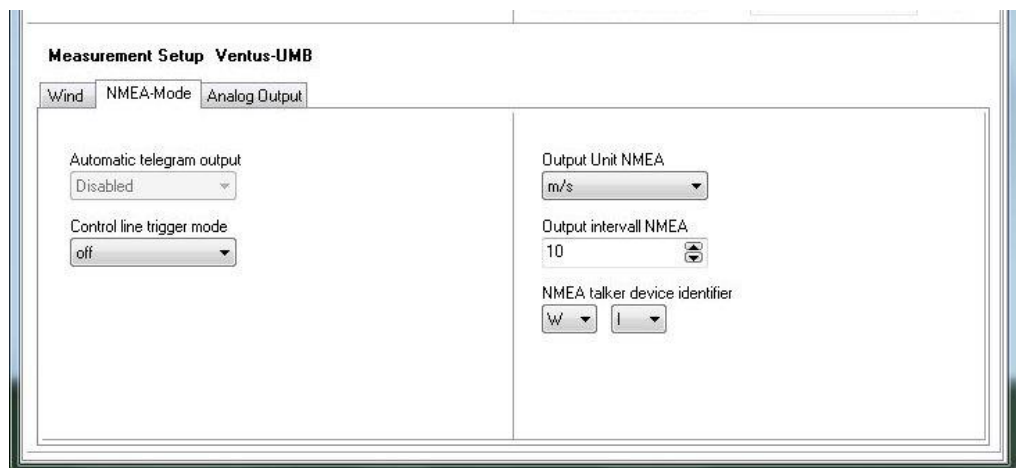 Measurement Setup Ventus-UMB
Wind NMEA-Mode Analog Output
Automatic telegram output
Disabled
Control line trigger mode
off
Output Unit NMEA
m/s
Output intervall NMEA
10
NMEA talker device identifier
W I